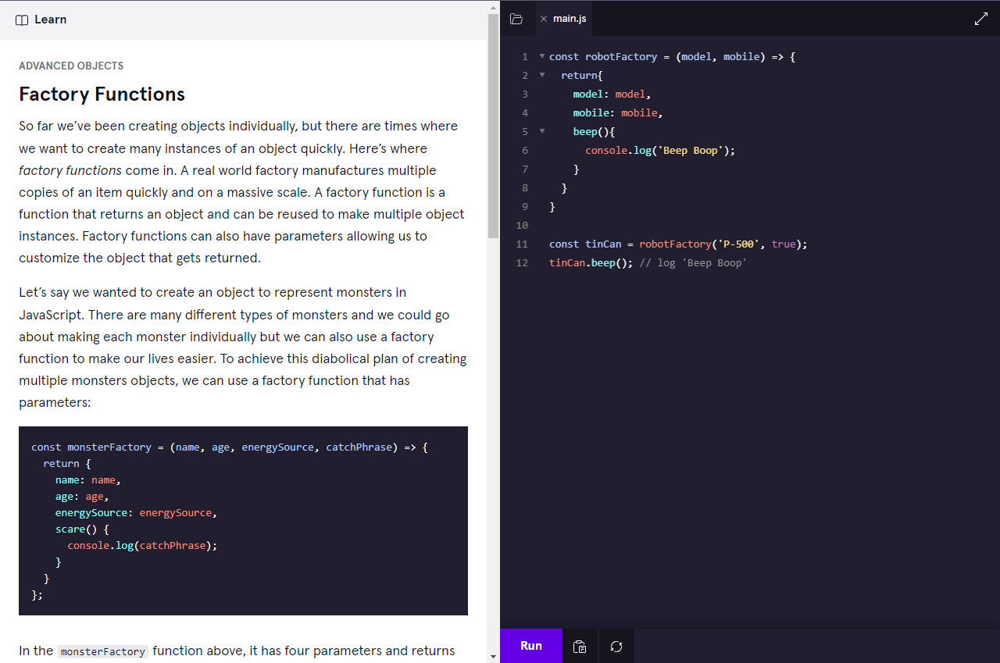 Learn
ADVANCED OBJECTS
Factory Functions
So far we’ve been creating objects individually, but there are times where
we want to create many instances of an object quickly. Here’s where
factory functions come in. A real world factory manufactures multiple
copies of an item quickly and on a massive scale. A factory function is a
function that returns an object and can be reused to make multiple object
instances. Factory functions can also have parameters allowing us to
customize the object that gets returned.
Let’s say we wanted to create an object to represent monsters in
JavaScript. There are many different types of monsters and we could go
about making each monster individually but we can also use a factory
function to make our lives easier. To achieve this diabolical plan of creating
multiple monsters objects, we can use a factory function that has
parameters:
const monsterFactory = (name, age, energySource, catchPhrase) => {
  return {
    name: name,
    age: age,
    energySource: energySource,
    scare() {
      console.log(catchPhrase);
    }
  }
};
In the monsterFactory function above, it has four parameters and returns
main.js
1 const robotFactory = (model, mobile) => {
2   return{
3     model: model,
4     mobile: mobile,
5     beep(){
6       console.log('Beep Boop');
7     }
8   }
9 }
10
11 const tinCan = robotFactory('P-500', true);
12 tinCan.beep(); // log 'Beep Boop'
Run